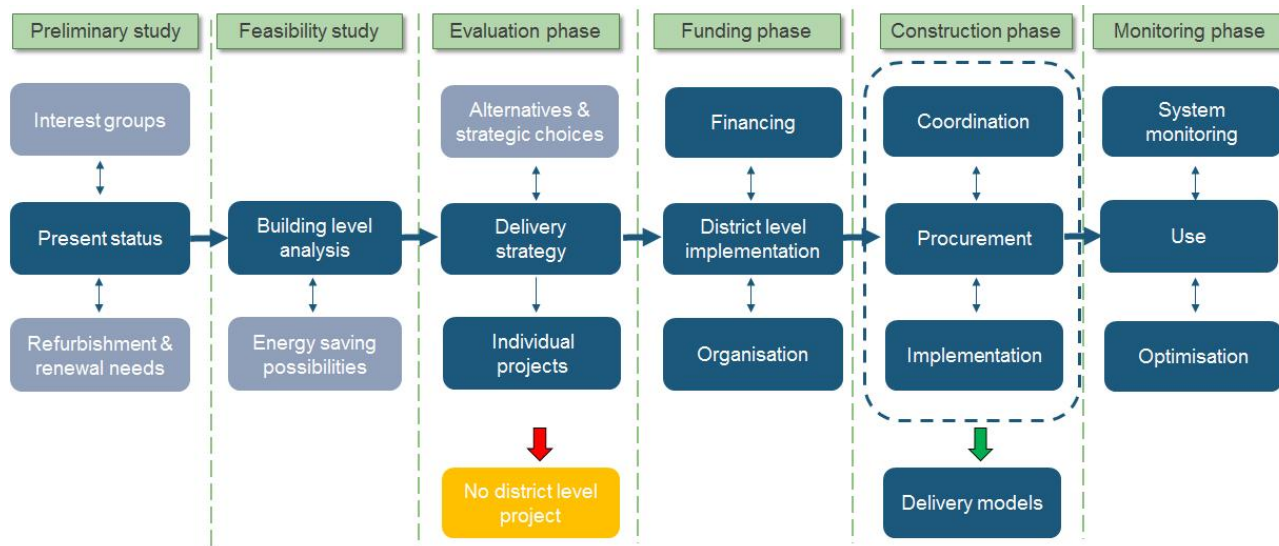 Preliminary study
Feasibility study
Evaluation phase
Funding phase
Construction phase
Monitoring phase
Interest groups
Present status
Refurbishment &
renewal needs
Building level
analysis
Energy saving
possibilities
Alternatives &
strategic choices
Delivery
strategy
Individual
projects
No district level
project
Financing
District level
implementation
Organisation
Coordination
Procurement
Implementation
Delivery models
System
monitoring
Use
Optimisation